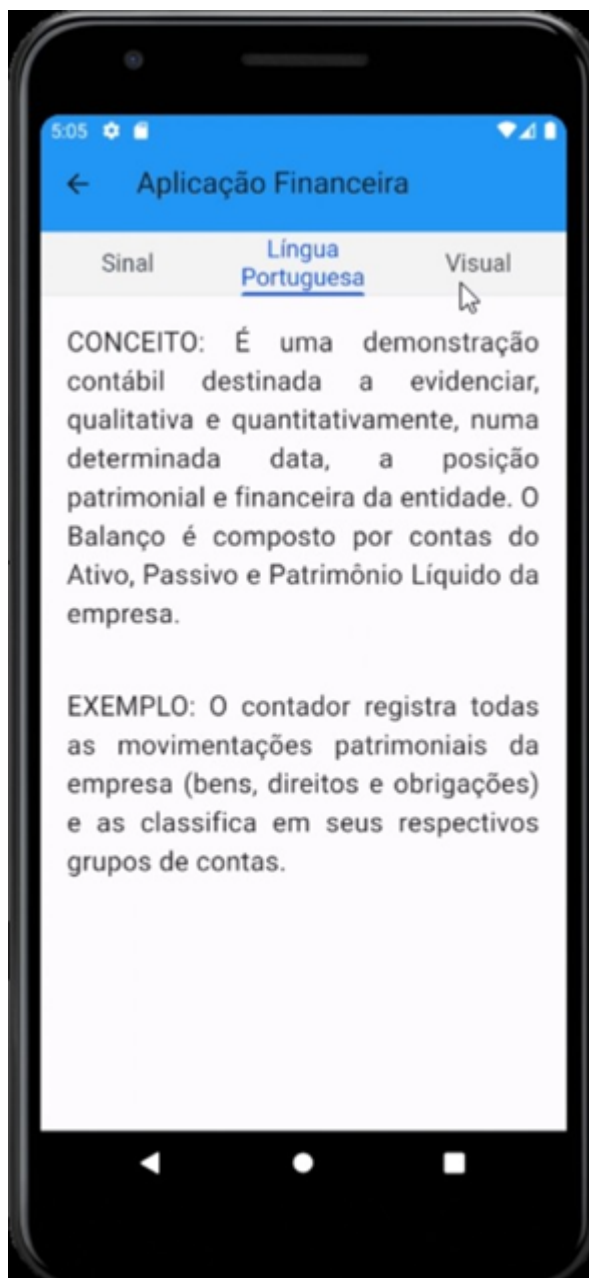 5:05
Aplicação Financeira
Sinal
Língua
Portuguesa
Visual
CONCEITO: É uma demonstração
contábil destinada a evidenciar,
qualitativa e quantitativamente, numa
determinada data, a posição
patrimonial e financeira da entidade. O
Balanço é composto por contas do
Ativo, Passivo e Patrimônio Líquido da
empresa.
EXEMPLO: O contador registra todas
as movimentações patrimoniais da
empresa (bens, direitos e obrigações)
e as classifica em seus respectivos
grupos de contas.